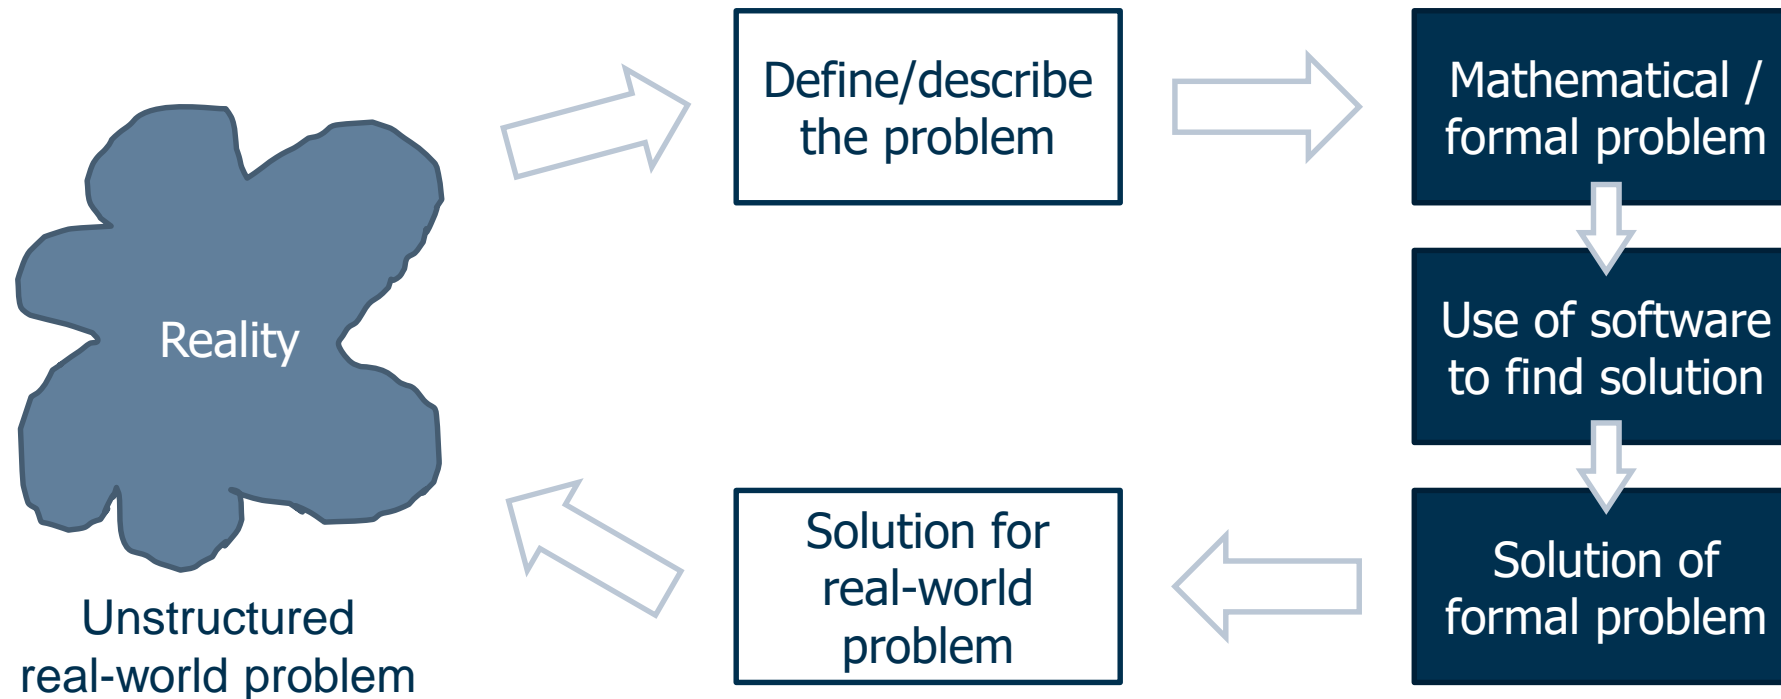 Define/describe
the problem
Mathematical /
formal problem
Reality
Use of software
to find solution
Solution for
real-world
problem
Solution of
formal problem
Unstructured
real-world problem